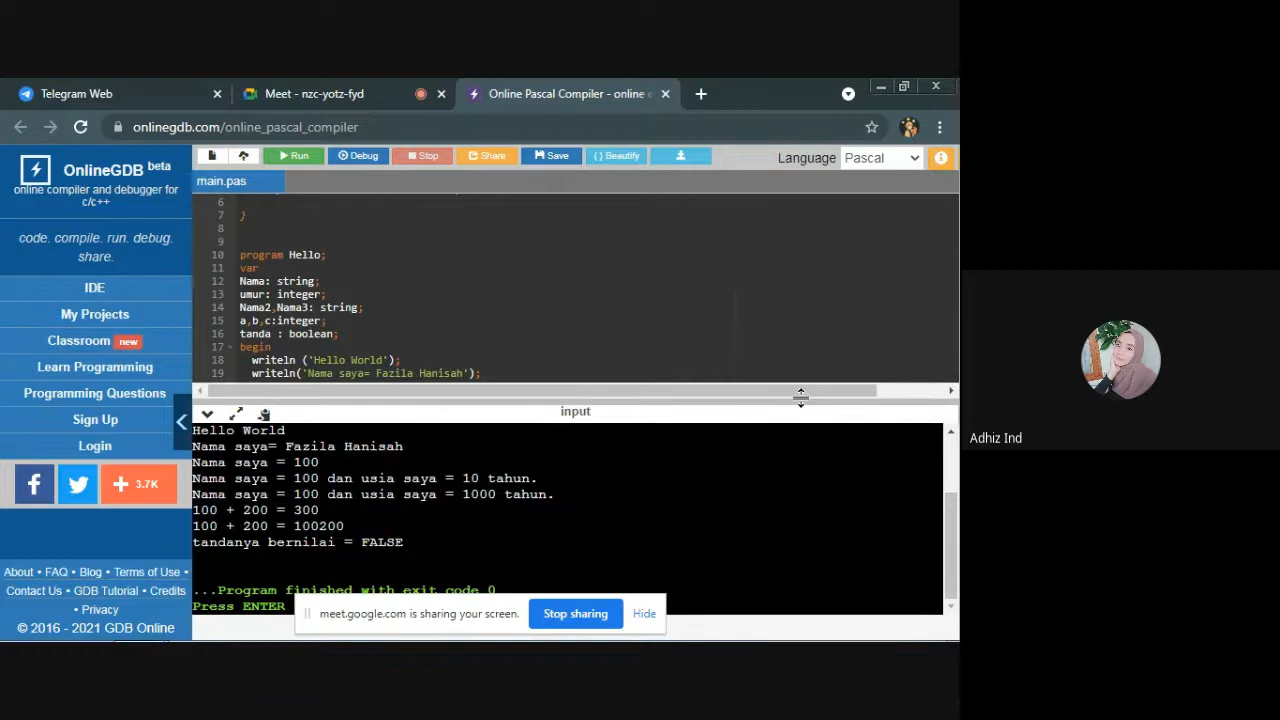 Telegram Web
Meet - nzc-yotz-fyd
Online Pascal Compiler - online e
onlinegdb.com/online_pascal_compiler
OnlineGDB beta
online compiler and debugger for
c/c++
code. compile. run. debug.
share.
IDE
My Projects
Classroom new
Learn Programming
Programming Questions
Sign Up
Login
3.7K
About • FAQ • Blog • Terms of Use •
Contact Us • GDB Tutorial • Credits
• Privacy
© 2016 - 2021 GDB Online
Run
Debug
Stop
Share
Save
{ } Beautify
Language
Pascal
main.pas
6
7 }
8
9
10 program Hello;
11 var
12 Nama: string;
13 umur: integer;
14 Nama2,Nama3: string;
15 a,b,c:integer;
16 tanda : boolean;
17 begin
18 writeln ('Hello World');
19 writeln('Nama saya= Fazila Hanisah');
input
Hello World
Nama saya= Fazila Hanisah
Nama saya = 100
Nama saya = 100 dan usia saya = 10 tahun.
Nama saya = 100 dan usia saya = 1000 tahun.
100 + 200 = 300
100 + 200 = 100200
tandanya bernilai = FALSE
...Program finished with exit code 0
Press ENTER
meet.google.com is sharing your screen.
Stop sharing
Hide
Adhiz Ind